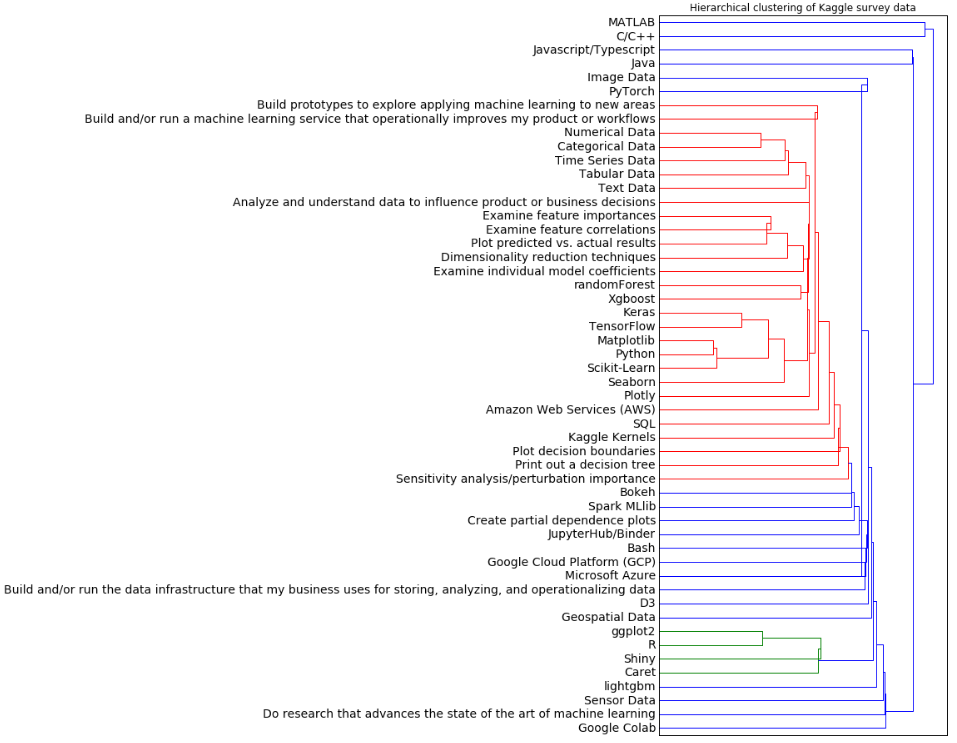 Hierarchical clustering of Kaggle survey data
MATLAB
C/C++
Javascript/Typescript
Java
Image Data
PyTorch
Build prototypes to explore applying machine learning to new areas
Build and/or run a machine learning service that operationally improves my product or workflows
Numerical Data
Categorical Data
Time Series Data
Tabular Data
Text Data
Analyze and understand data to influence product or business decisions
Examine feature importances
Examine feature correlations
Plot predicted vs. actual results
Dimensionality reduction techniques
Examine individual model coefficients
randomForest
Xgboost
Keras
TensorFlow
Matplotlib
Python
Scikit-Learn
Seaborn
Plotly
Amazon Web Services (AWS)
SQL
Kaggle Kernels
Plot decision boundaries
Print out a decision tree
Sensitivity analysis/perturbation importance
Bokeh
Spark MLlib
Create partial dependence plots
JupyterHub/Binder
Bash
Google Cloud Platform (GCP)
Microsoft Azure
Build and/or run the data infrastructure that my business uses for storing, analyzing, and operationalizing data
D3
Geospatial Data
ggplot2
R
Shiny
Caret
lightgbm
Sensor Data
Do research that advances the state of the art of machine learning
Google Colab